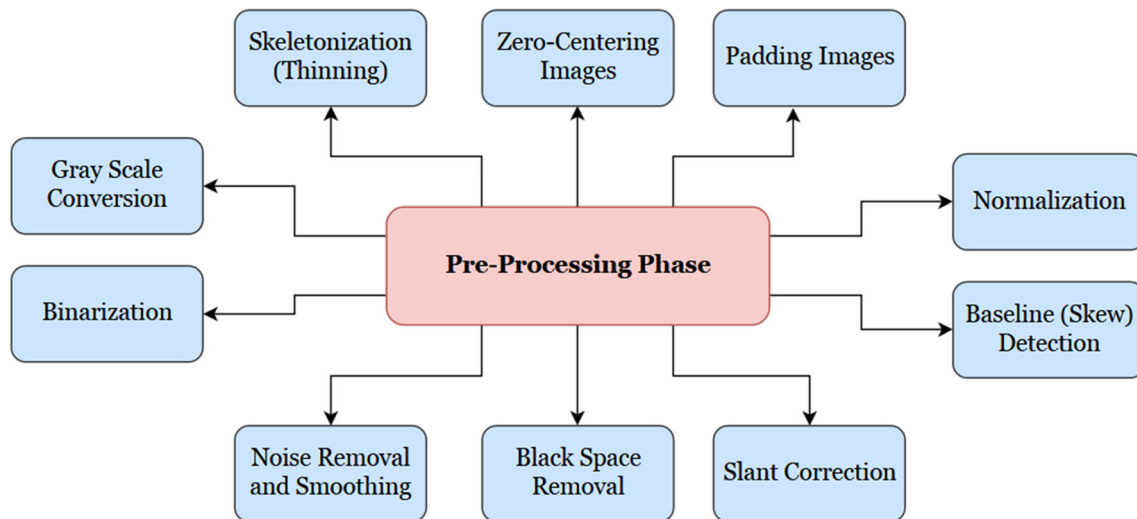 Skeletonization
(Thinning)
Zero-Centering
Images
Padding Images
Gray Scale
Conversion
Normalization
Pre-Processing Phase
Binarization
Baseline (Skew)
Detection
Noise Removal
and Smoothing
Black Space
Removal
Slant Correction